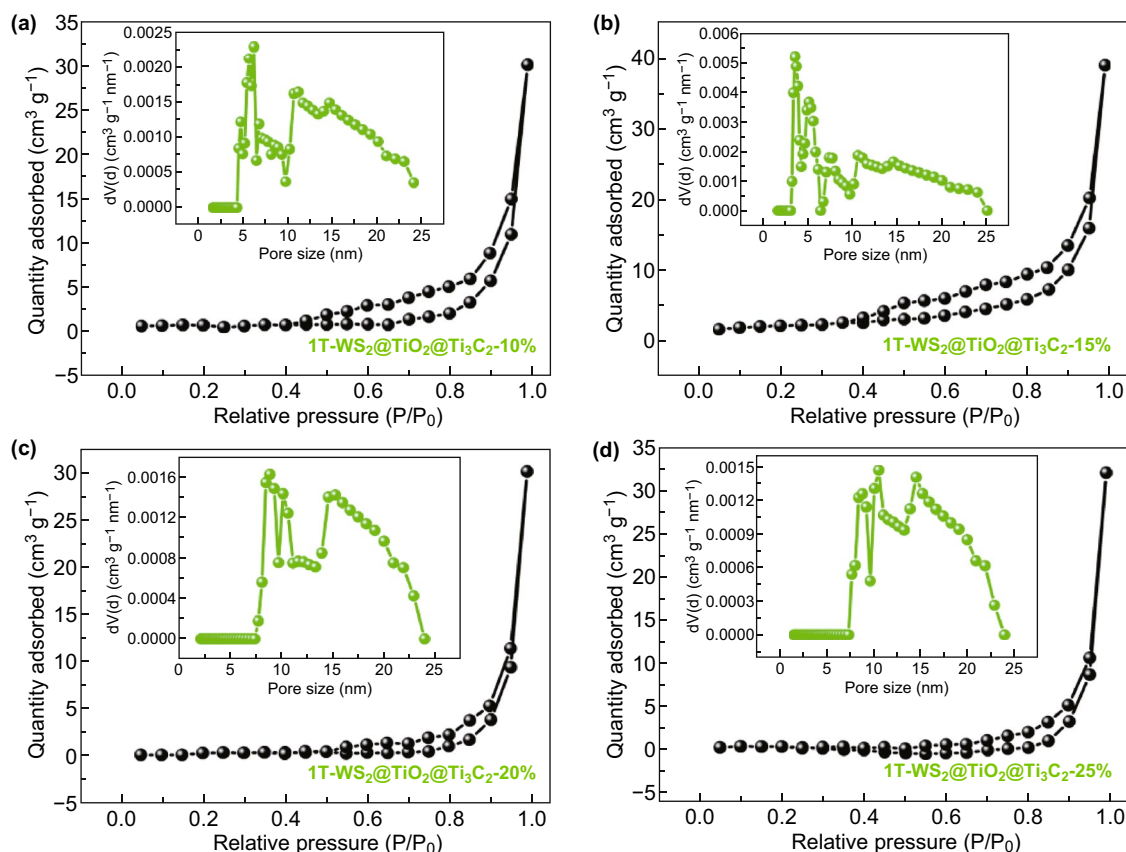 (a)
35
30
25
20
15
10
5
0
−5
Quantity adsorbed (cm³ g⁻¹)
0.0
0.2
0.4
0.6
0.8
1.0
Relative pressure (P/P₀)
0.0025
0.0020
0.0015
0.0010
0.0005
0.0000
dV(d) (cm³ g⁻¹ nm⁻¹)
0 5 10 15 20 25
Pore size (nm)
1T-WS₂@TiO₂@Ti₃C₂-10%
(b)
40
30
20
10
0
Quantity adsorbed (cm³ g⁻¹)
0.0
0.2
0.4
0.6
0.8
1.0
Relative pressure (P/P₀)
0.006
0.005
0.004
0.003
0.002
0.001
0.000
dV(d) (cm³ g⁻¹ nm⁻¹)
0 5 10 15 20 25
Pore size (nm)
1T-WS₂@TiO₂@Ti₃C₂-15%
(c)
30
25
20
15
10
5
0
−5
Quantity adsorbed (cm³ g⁻¹)
0.0
0.2
0.4
0.6
0.8
1.0
Relative pressure (P/P₀)
0.0016
0.0012
0.0008
0.0004
0.0000
dV(d) (cm³ g⁻¹ nm⁻¹)
0 5 10 15 20 25
Pore size (nm)
1T-WS₂@TiO₂@Ti₃C₂-20%
(d)
35
30
25
20
15
10
5
0
−5
Quantity adsorbed (cm³ g⁻¹)
0.0
0.2
0.4
0.6
0.8
1.0
Relative pressure (P/P₀)
0.0015
0.0012
0.0009
0.0006
0.0003
0.0000
dV(d) (cm³ g⁻¹ nm⁻¹)
0 5 10 15 20 25
Pore size (nm)
1T-WS₂@TiO₂@Ti₃C₂-25%